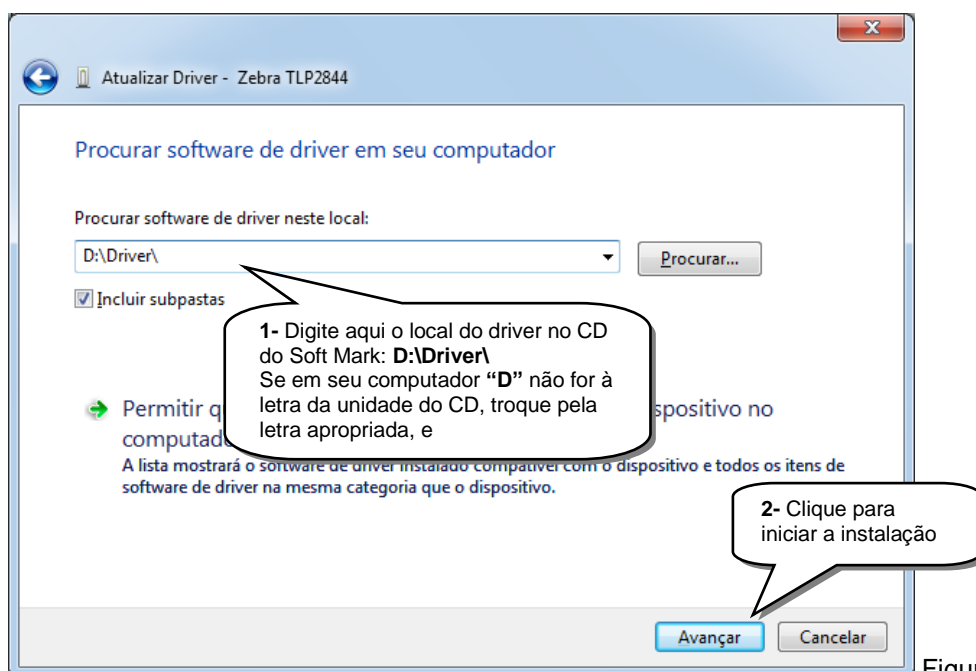 X
Atualizar Driver - Zebra TLP2844
Procurar software de driver em seu computador
Procurar software de driver neste local:
D:\Driver\
Procurar...
Incluir subpastas
1- Digite aqui o local do driver no CD
do Soft Mark: D:\Driver\
Se em seu computador “D” não for à
letra da unidade do CD, troque pela
letra apropriada, e
Permitir q
spositivo no
computad
A lista mostrará o software de driver instalado compatível com o dispositivo e todos os itens de
software de driver na mesma categoria que o dispositivo.
2- Clique para
iniciar a instalação
Avançar
Cancelar
Figu